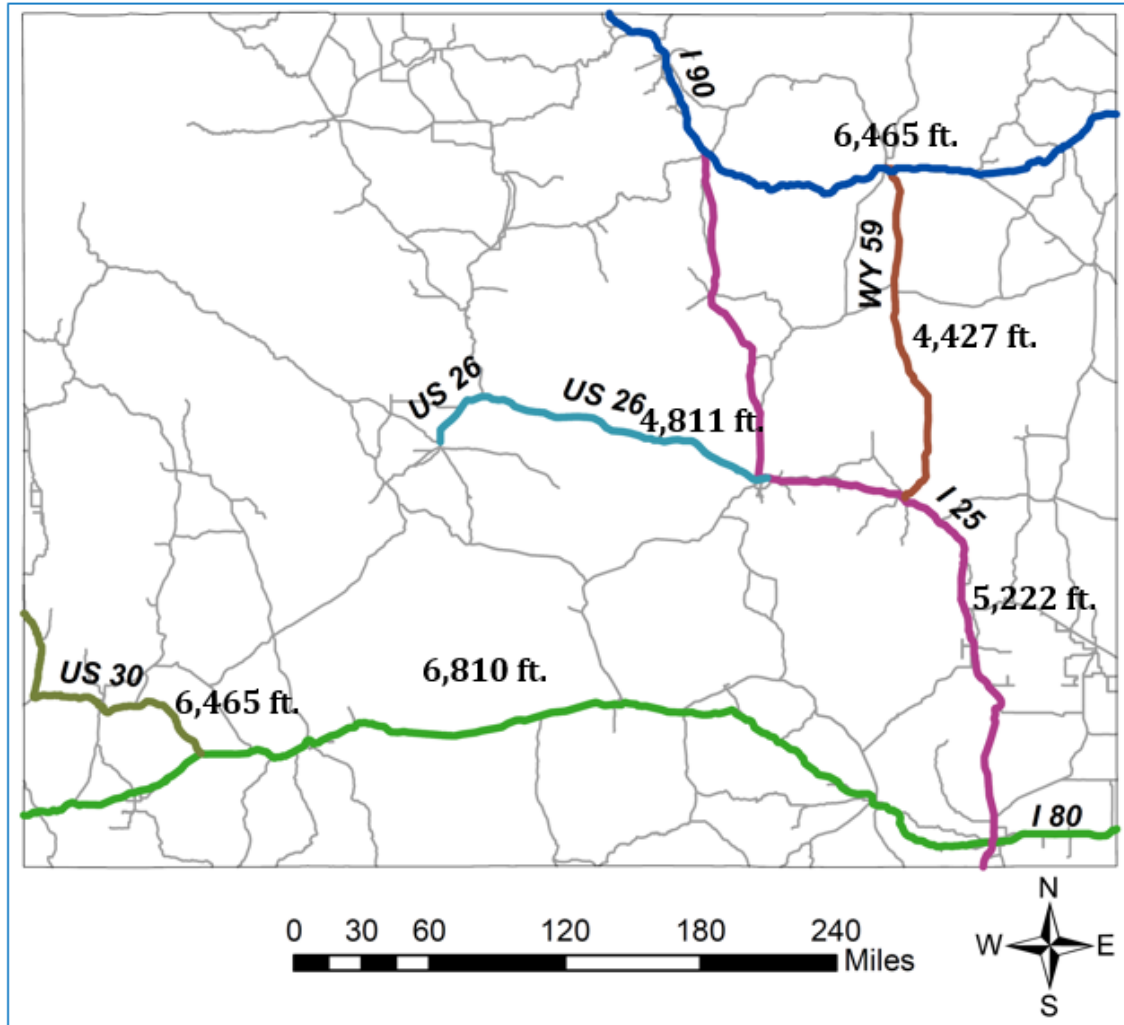 I 90
6,465 ft.
WY 59
4,427 ft.
US 26
US 26
4,811 ft.
I 25
5,222 ft.
US 30
6,465 ft.
6,810 ft.
I 80
N
W E
S
0 30 60 120 180 240
Miles